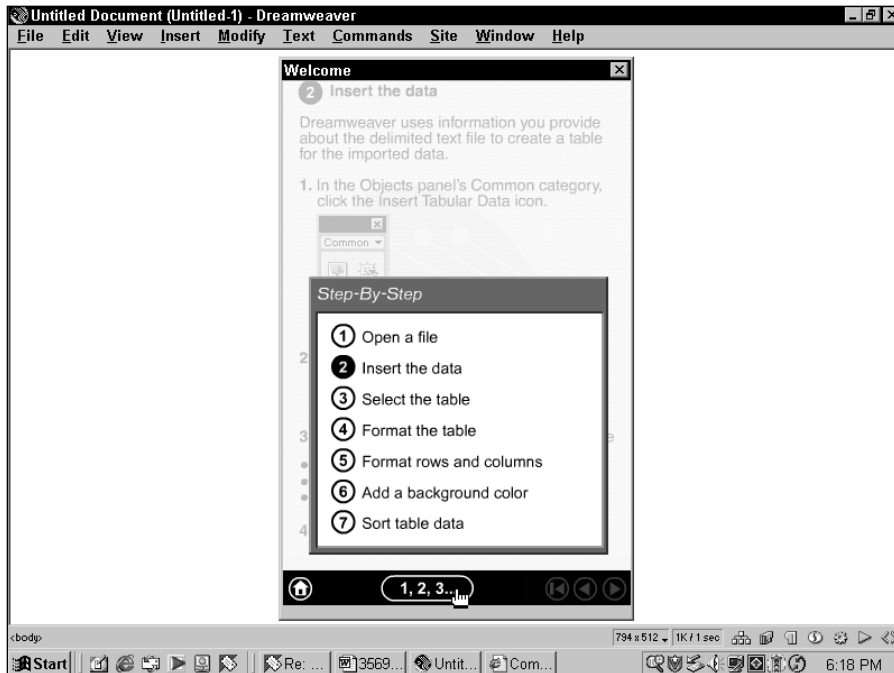 Untitled Document (Untitled-1) - Dreamweaver
File Edit View Insert Modify Text Commands Site Window Help
Welcome
2 Insert the data
Dreamweaver uses information you provide
about the delimited text file to create a table
for the imported data.
1. In the Objects panel's Common category,
click the Insert Tabular Data icon.
Common
Step-By-Step
1 Open a file
2 Insert the data
3 Select the table
4 Format the table
5 Format rows and columns
6 Add a background color
7 Sort table data
2
3
e
4
1, 2, 3...
<body>
794 x 512 1K / 1 sec
Start Re: ... 3569... Untit... Com... 6:18 PM